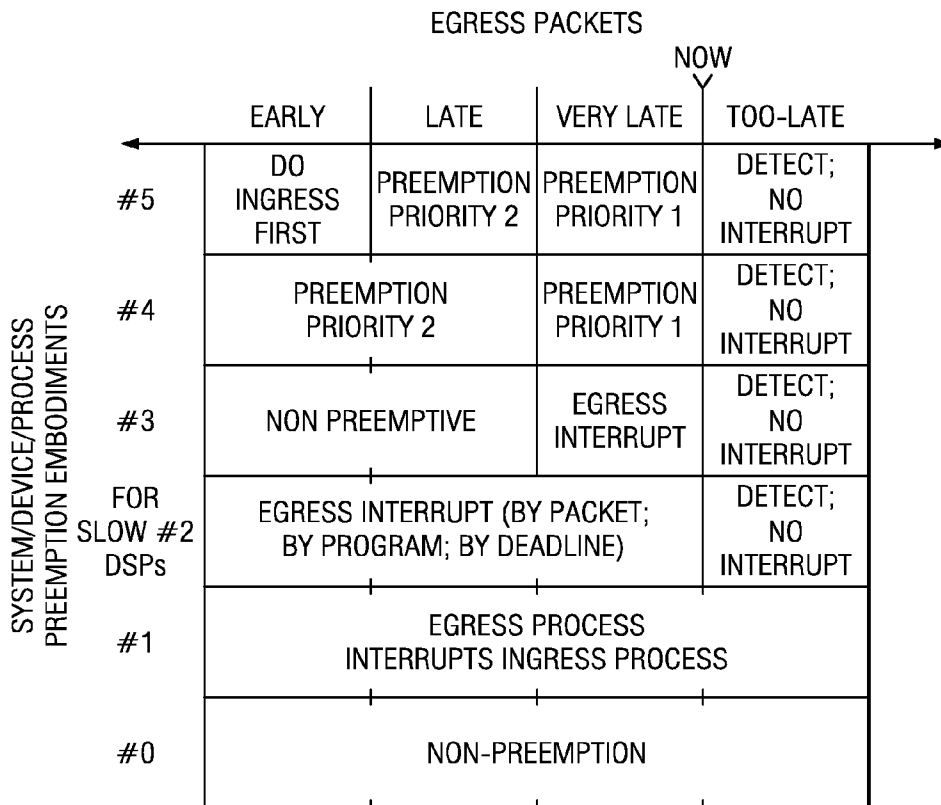 EGRESS PACKETS
NOW
EARLY
LATE
VERY LATE
TOO-LATE
SYSTEM/DEVICE/PROCESS
PREEMPTION EMBODIMENTS
#5
DO
INGRESS
FIRST
PREEMPTION
PRIORITY 2
PREEMPTION
PRIORITY 1
DETECT;
NO
INTERRUPT
#4
PREEMPTION
PRIORITY 2
PREEMPTION
PRIORITY 1
DETECT;
NO
INTERRUPT
#3
NON PREEMPTIVE
EGRESS
INTERRUPT
DETECT;
NO
INTERRUPT
FOR
SLOW #2
DSPs
EGRESS INTERRUPT (BY PACKET;
BY PROGRAM; BY DEADLINE)
DETECT;
NO
INTERRUPT
#1
EGRESS PROCESS
INTERRUPTS INGRESS PROCESS
#0
NON-PREEMPTION